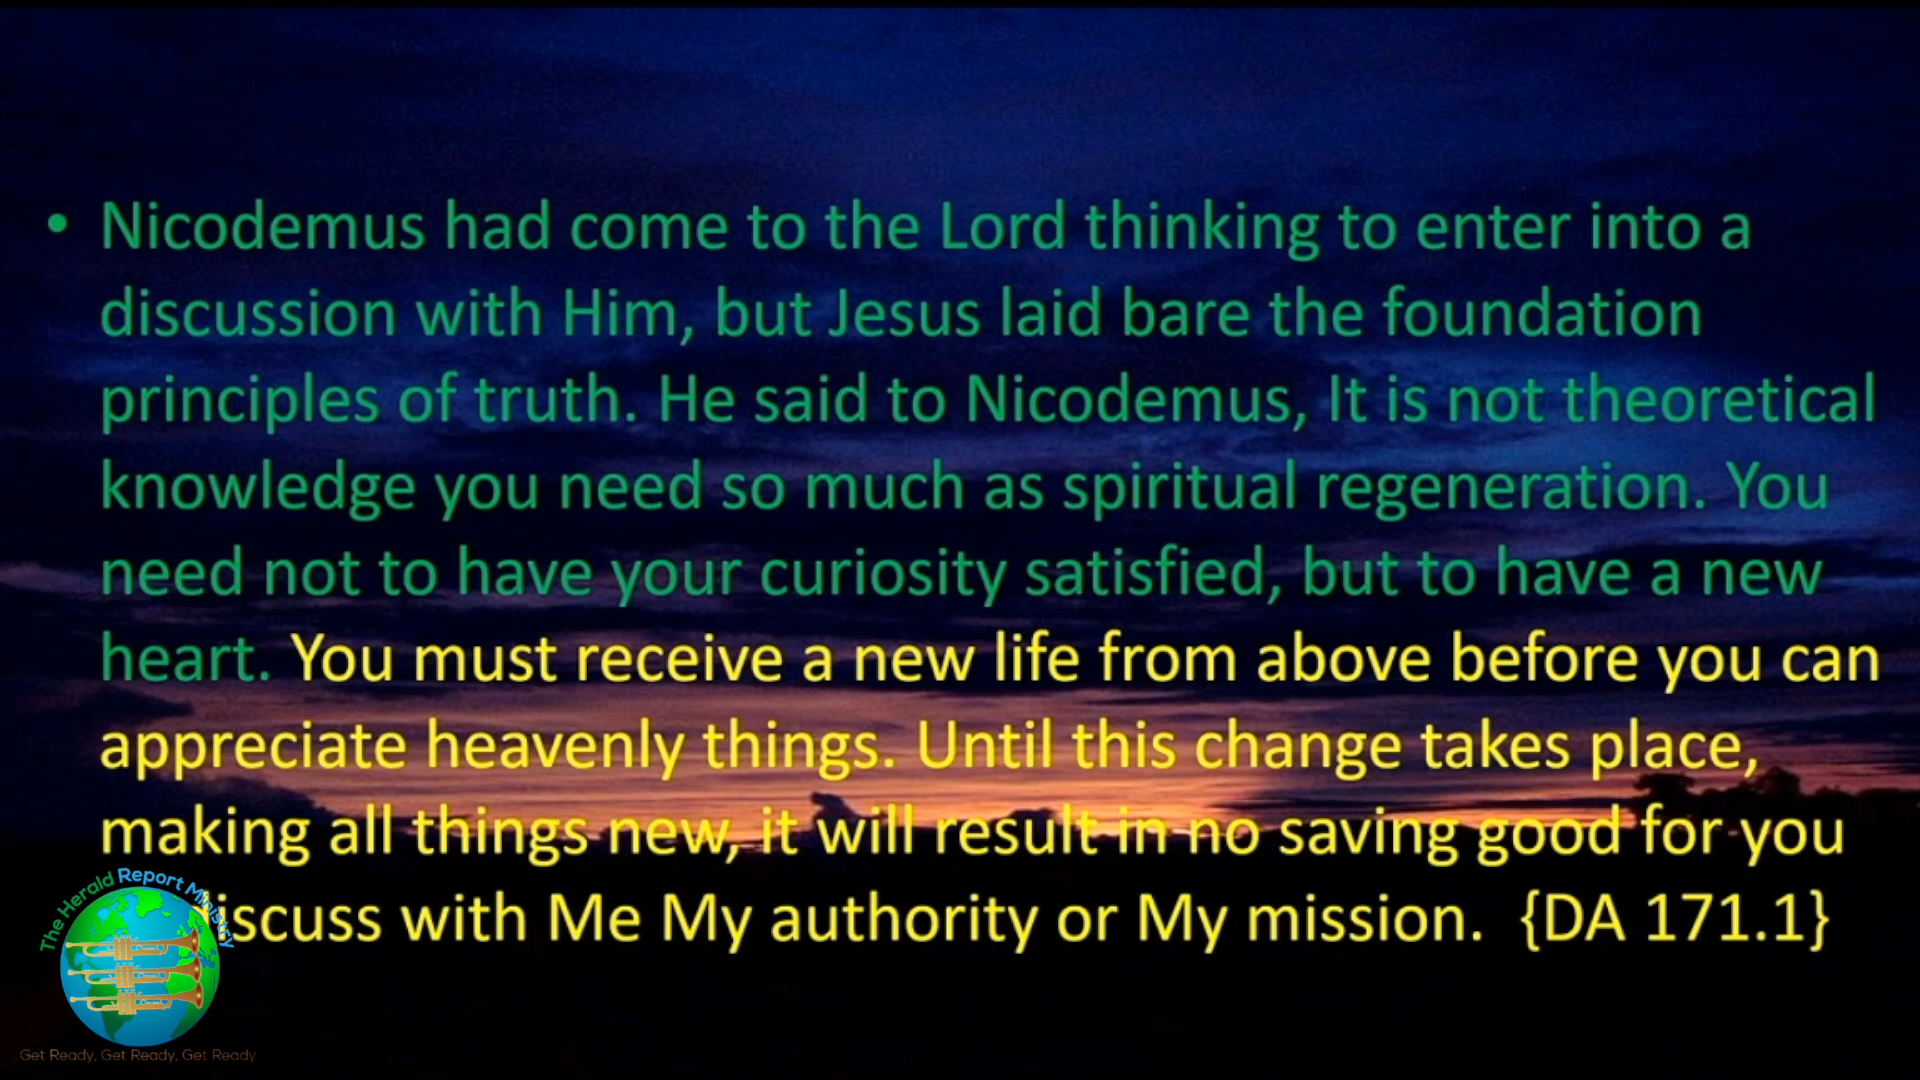 • Nicodemus had come to the Lord thinking to enter into a
discussion with Him, but Jesus laid bare the foundation
principles of truth. He said to Nicodemus, It is not theoretical
knowledge you need so much as spiritual regeneration. You
need not to have your curiosity satisfied, but to have a new
heart. You must receive a new life from above before you can
appreciate heavenly things. Until this change takes place,
making all things new, it will result in no saving good for you
discuss with Me My authority or My mission. {DA 171.1}
The Herald Report Ministry
Get Ready, Get Ready, Get Ready